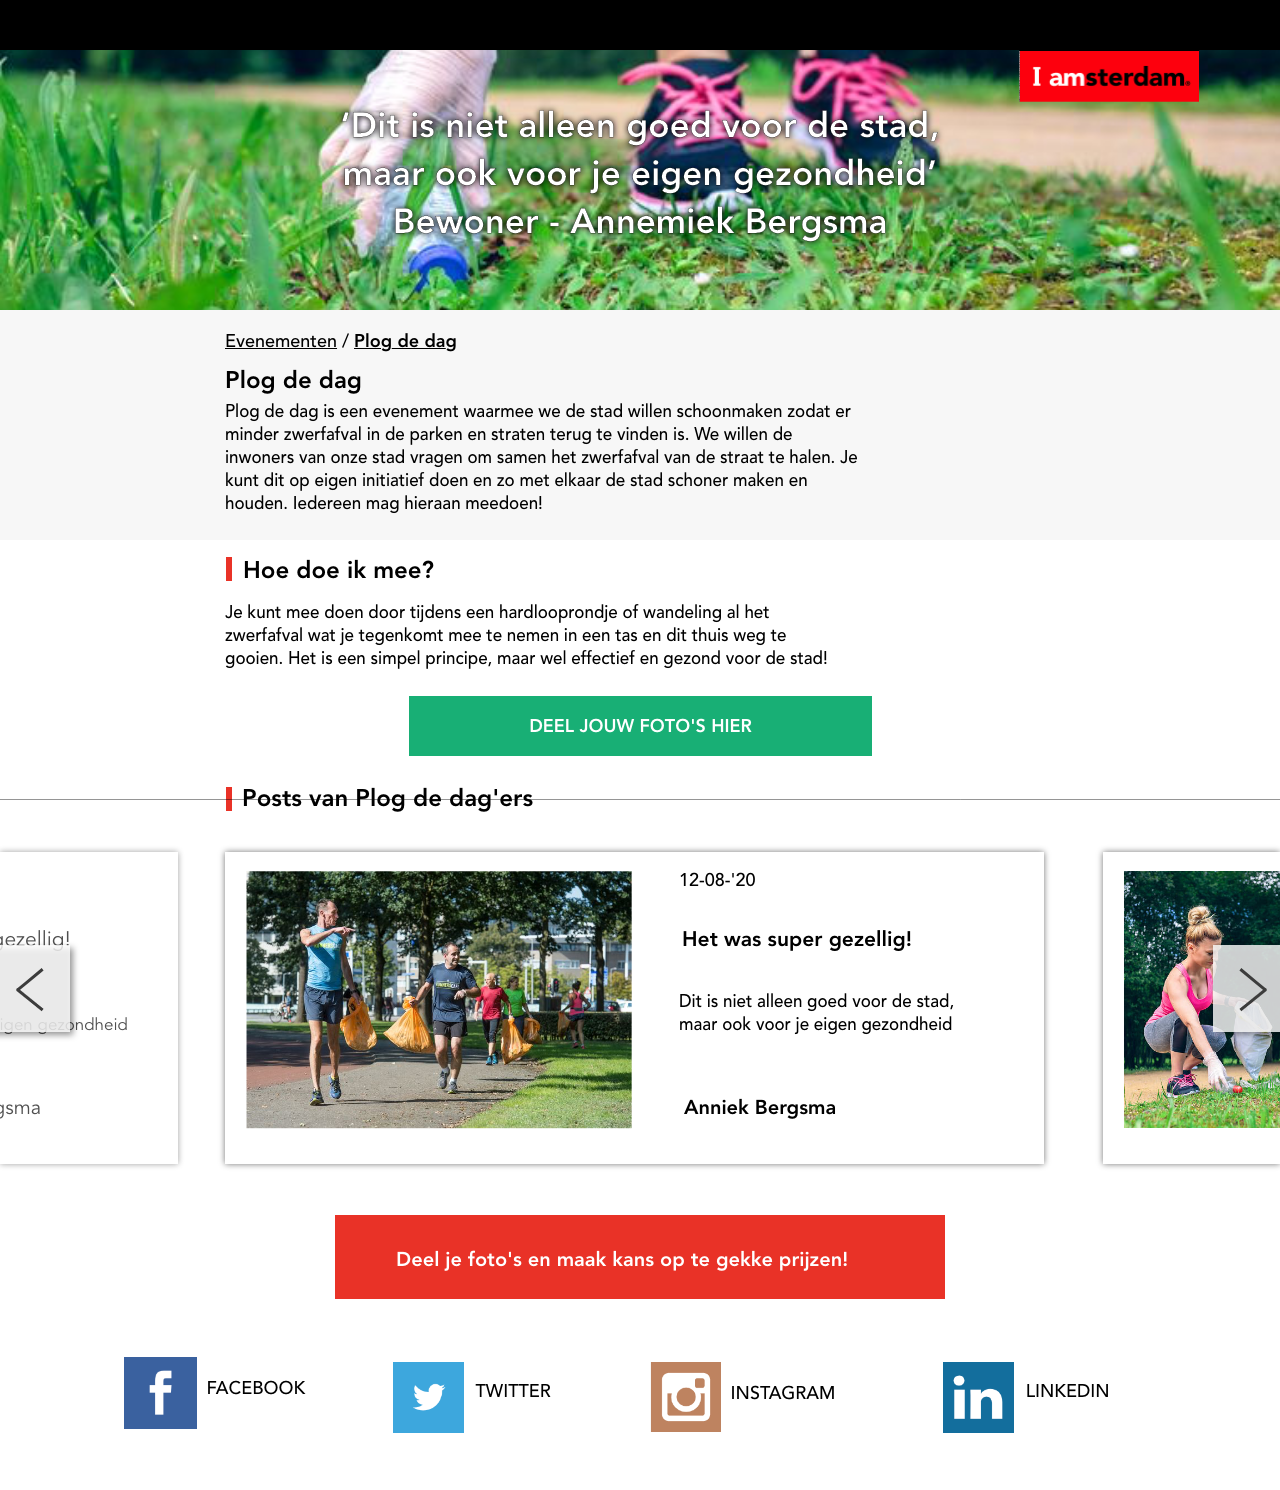 I amsterdam.
‘Dit is niet alleen goed voor de stad,
maar ook voor je eigen gezondheid’
Bewoner - Annemiek Bergsma
Evenementen / Plog de dag
Plog de dag
Plog de dag is een evenement waarmee we de stad willen schoonmaken zodat er
minder zwerfafval in de parken en straten terug te vinden is. We willen de
inwoners van onze stad vragen om samen het zwerfafval van de straat te halen. Je
kunt dit op eigen initiatief doen en zo met elkaar de stad schoner maken en
houden. Iedereen mag hieraan meedoen!
Hoe doe ik mee?
Je kunt mee doen door tijdens een hardlooprondje of wandeling al het
zwerfafval wat je tegenkomt mee te nemen in een tas en dit thuis weg te
gooien. Het is een simpel principe, maar wel effectief en gezond voor de stad!
DEEL JOUW FOTO'S HIER
Posts van Plog de dag'ers
gezellig!
eigen gezondheid
gsma
12-08-'20
Het was super gezellig!
Dit is niet alleen goed voor de stad,
maar ook voor je eigen gezondheid
Anniek Bergsma
Deel je foto's en maak kans op te gekke prijzen!
FACEBOOK
TWITTER
INSTAGRAM
LINKEDIN